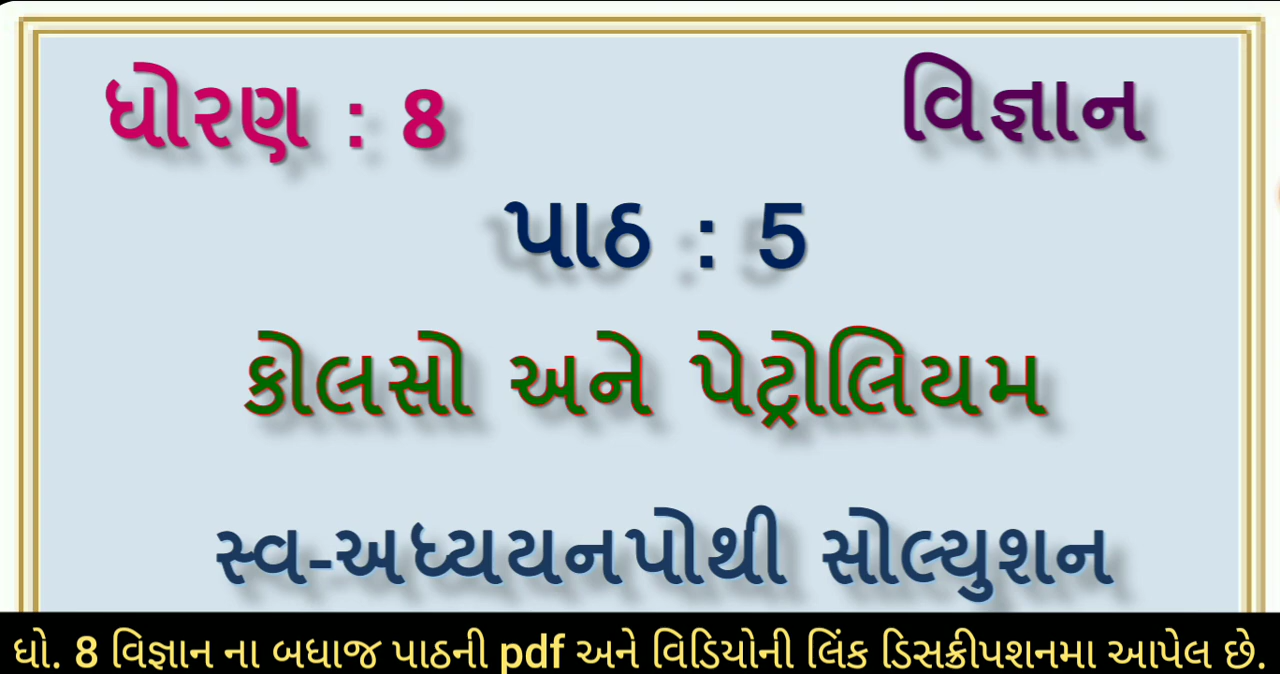 ધોરણ : 8 વિજ્ઞાન
પાઠ : 5
કોલસો અને પેટ્રોલિયમ
સ્વ-અધ્યયનપોથી સોલ્યુશન
ધો. 8 વિજ્ઞાન ના બધાજ પાઠની pdf અને વિડિયોની લિંક ડિસક્રીપશનમા આપેલ છે.